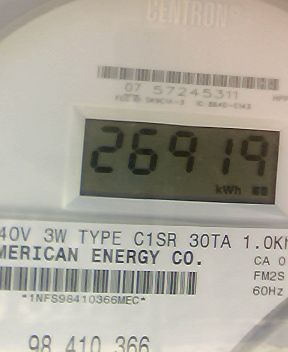 CENTRON
07 57245311
26919
kWh
40V 3W TYPE C1SR 30TA 1.0Kh
MERICAN ENERGY CO.
CA 0
FM2S
60Hz
*1NFS98410366MEC*
98 410 366